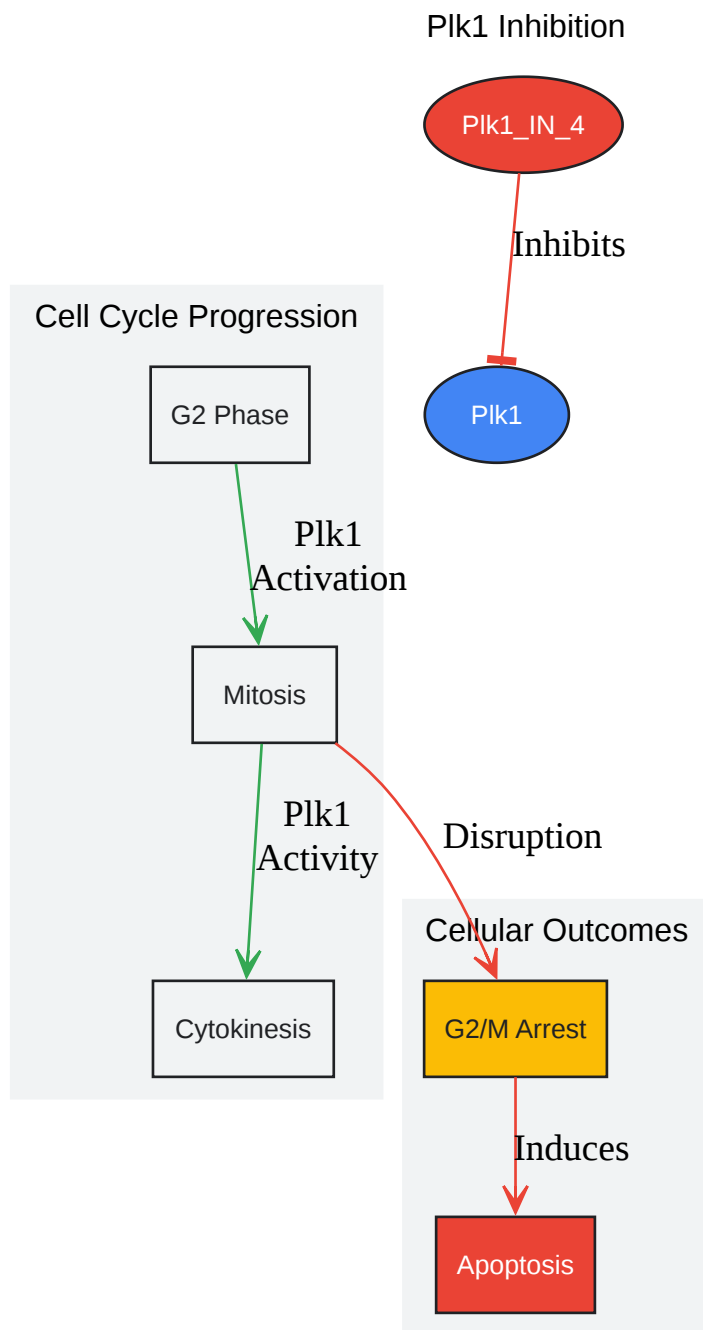 Plk1 Inhibition
Plk1_IN_4
Inhibits
Plk1
Cell Cycle Progression
G2 Phase
Plk1
Activation
Mitosis
Plk1
Activity
Cytokinesis
Disruption
Cellular Outcomes
G2/M Arrest
Induces
Apoptosis